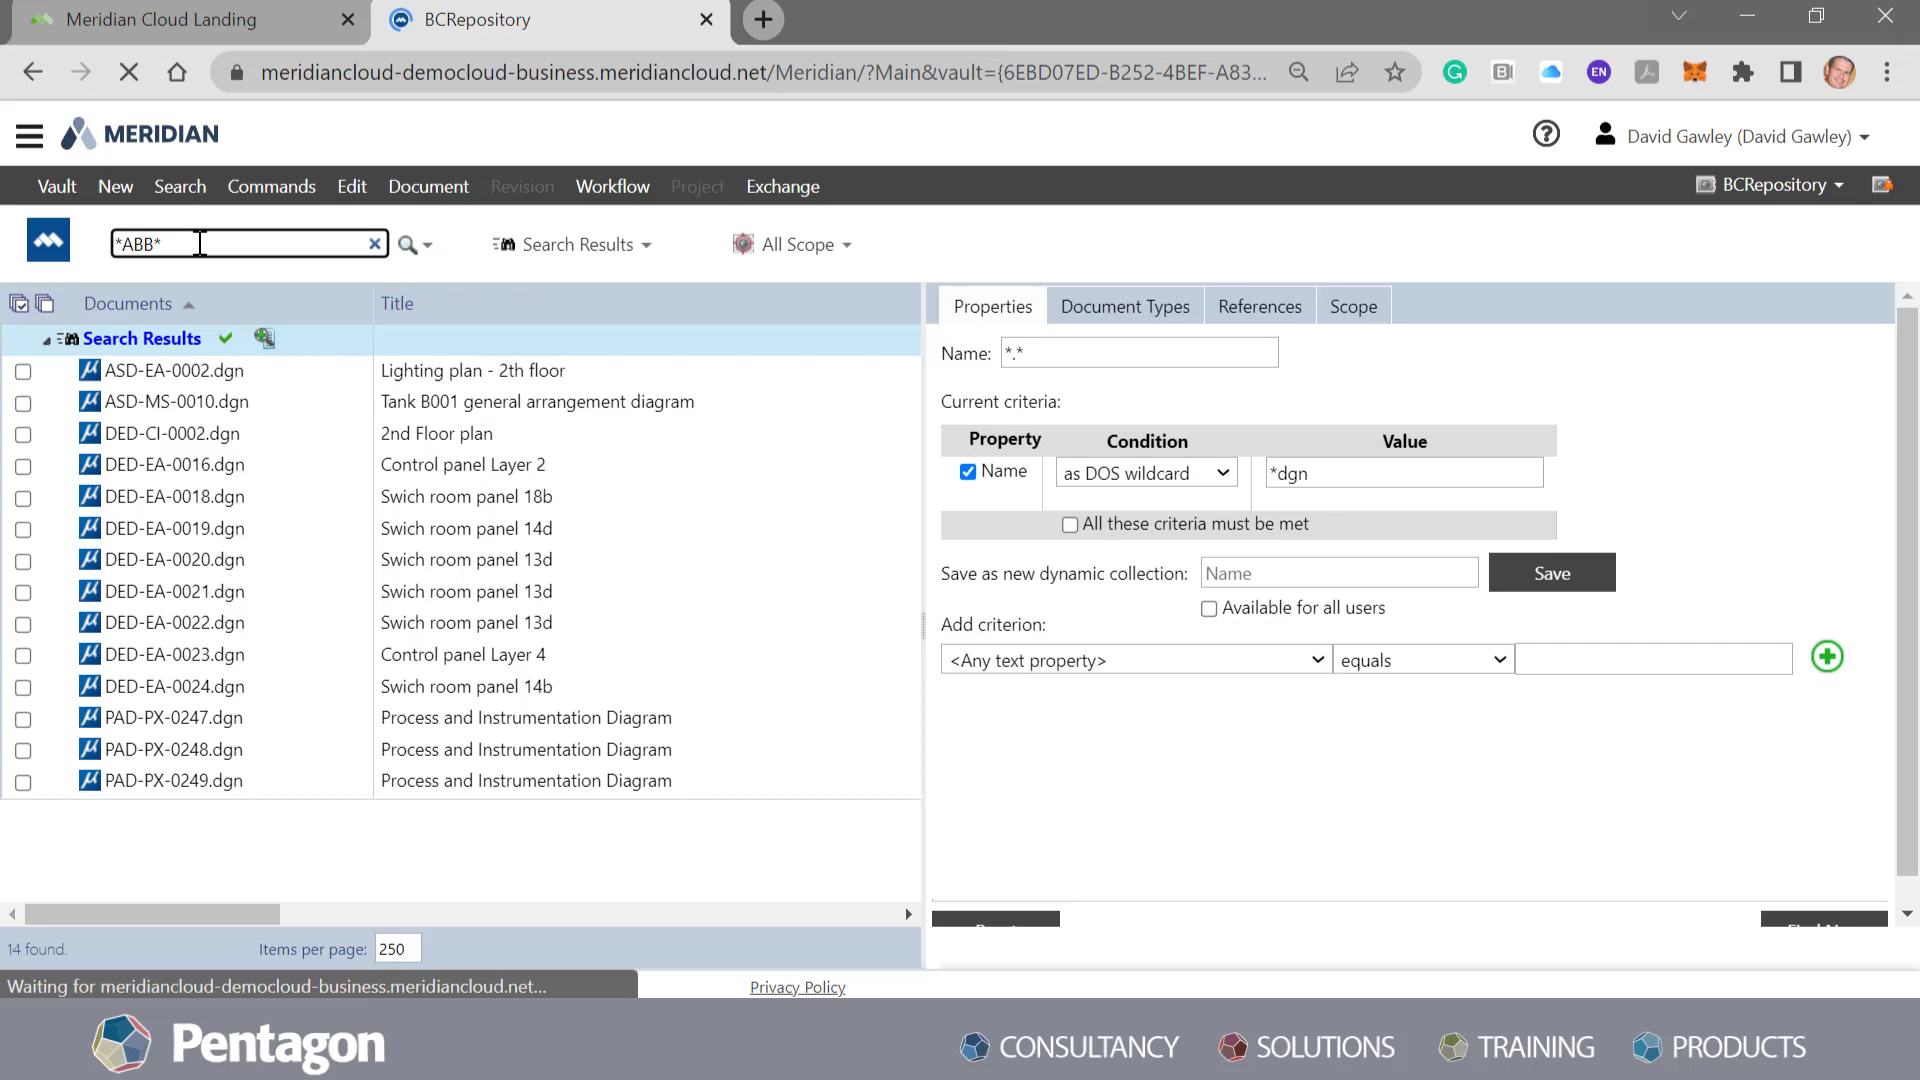 Meridian Cloud Landing
BCRepository
meridiancloud-democloud-business.meridiancloud.net/Meridian/?Main&vault={6EBD07ED-B252-4BEF-A83...
EN
MERIDIAN
David Gawley (David Gawley)
Vault New Search Commands Edit Document Revision Workflow Project Exchange
BCRepository
*ABB*
Search Results
All Scope
Documents Title
Search Results
ASD-EA-0002.dgn Lighting plan - 2th floor
ASD-MS-0010.dgn Tank B001 general arrangement diagram
DED-CI-0002.dgn 2nd Floor plan
DED-EA-0016.dgn Control panel Layer 2
DED-EA-0018.dgn Swich room panel 18b
DED-EA-0019.dgn Swich room panel 14d
DED-EA-0020.dgn Swich room panel 13d
DED-EA-0021.dgn Swich room panel 13d
DED-EA-0022.dgn Swich room panel 13d
DED-EA-0023.dgn Control panel Layer 4
DED-EA-0024.dgn Swich room panel 14b
PAD-PX-0247.dgn Process and Instrumentation Diagram
PAD-PX-0248.dgn Process and Instrumentation Diagram
PAD-PX-0249.dgn Process and Instrumentation Diagram
14 found.
Items per page: 250
Properties Document Types References Scope
Name: *.*
Current criteria:
Property Condition Value
Name as DOS wildcard *dgn
All these criteria must be met
Save as new dynamic collection: Name Save
Available for all users
Add criterion:
<Any text property> equals
Waiting for meridiancloud-democloud-business.meridiancloud.net...
Privacy Policy
Pentagon
CONSULTANCY SOLUTIONS TRAINING PRODUCTS